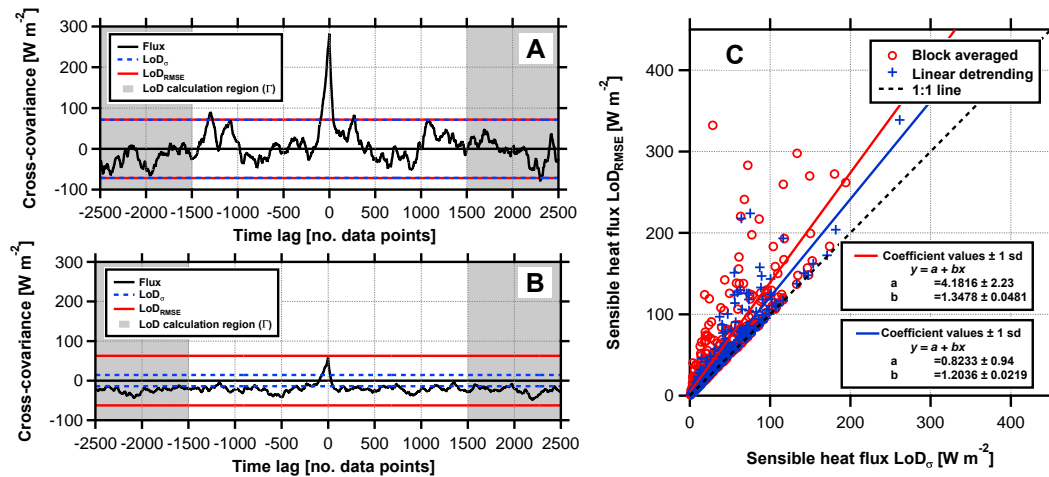 300
200
100
0
-100
Cross-covariance [W m-2]
Flux
LoDσ
LoDRMSE
LoD calculation region (Γ)
A
-2500 -2000 -1500 -1000 -500 0 500 1000 1500 2000 2500
Time lag [no. data points]
300
200
100
0
-100
Cross-covariance [W m-2]
Flux
LoDσ
LoDRMSE
LoD calculation region (Γ)
B
-2500 -2000 -1500 -1000 -500 0 500 1000 1500 2000 2500
Time lag [no. data points]
Sensible heat flux LoDRMSE [W m-2]
400
300
200
100
0
C
Block averaged
Linear detrending
1:1 line
Coefficient values ± 1 sd
y = a + bx
a =4.1816 ± 2.23
b =1.3478 ± 0.0481
Coefficient values ± 1 sd
y = a + bx
a =0.8233 ± 0.94
b =1.2036 ± 0.0219
0 100 200 300 400
Sensible heat flux LoDσ [W m-2]